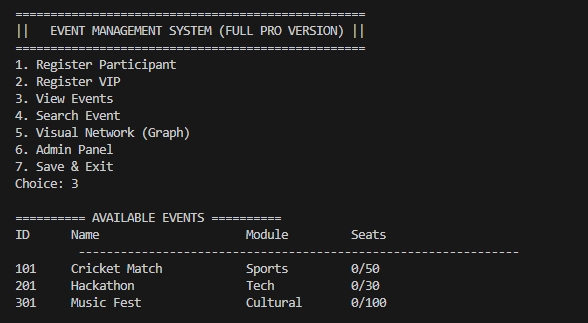 ==================================================
||   EVENT MANAGEMENT SYSTEM (FULL PRO VERSION) ||
==================================================
1. Register Participant
2. Register VIP
3. View Events
4. Search Event
5. Visual Network (Graph)
6. Admin Panel
7. Save & Exit
Choice: 3

========== AVAILABLE EVENTS ==========
ID      Name                     Module         Seats
         ---------------------------------------------------------------
101     Cricket Match            Sports         0/50
201     Hackathon                Tech           0/30
301     Music Fest               Cultural       0/100